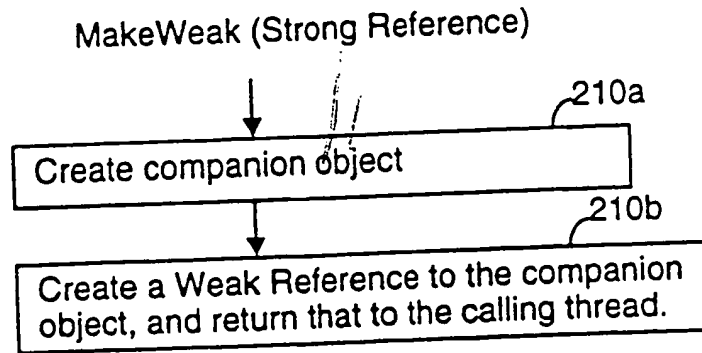 MakeWeak (Strong Reference)
210a
Create companion object
210b
Create a Weak Reference to the companion
object, and return that to the calling thread.